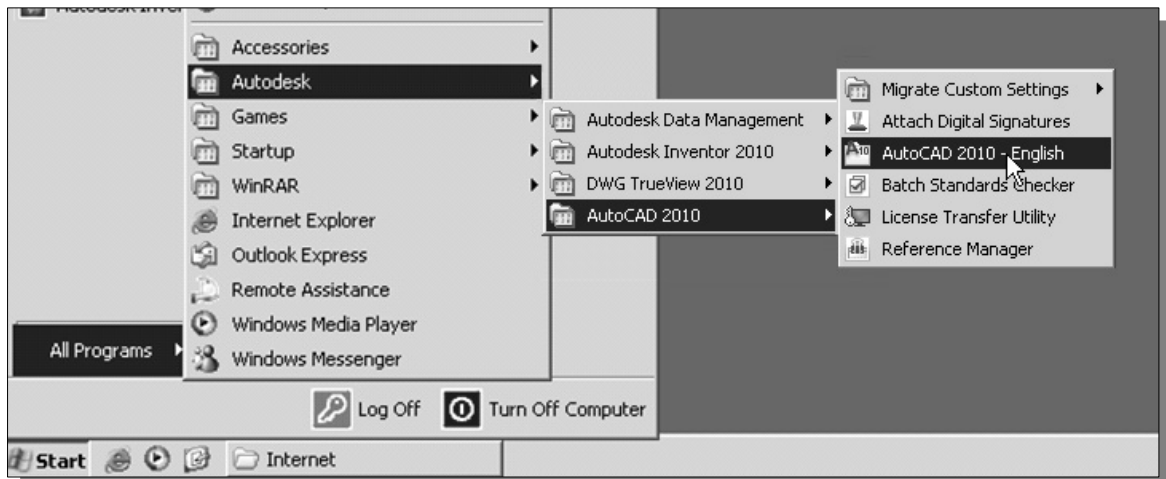 Autodesk Inve
Accessories
Autodesk
Games
Startup
WinRAR
Internet Explorer
Outlook Express
Remote Assistance
Windows Media Player
Windows Messenger
All Programs
Autodesk Data Management
Autodesk Inventor 2010
DWG TrueView 2010
AutoCAD 2010
Migrate Custom Settings
Attach Digital Signatures
AutoCAD 2010 - English
Batch Standards Checker
License Transfer Utility
Reference Manager
Log Off
Turn Off Computer
Start
Internet